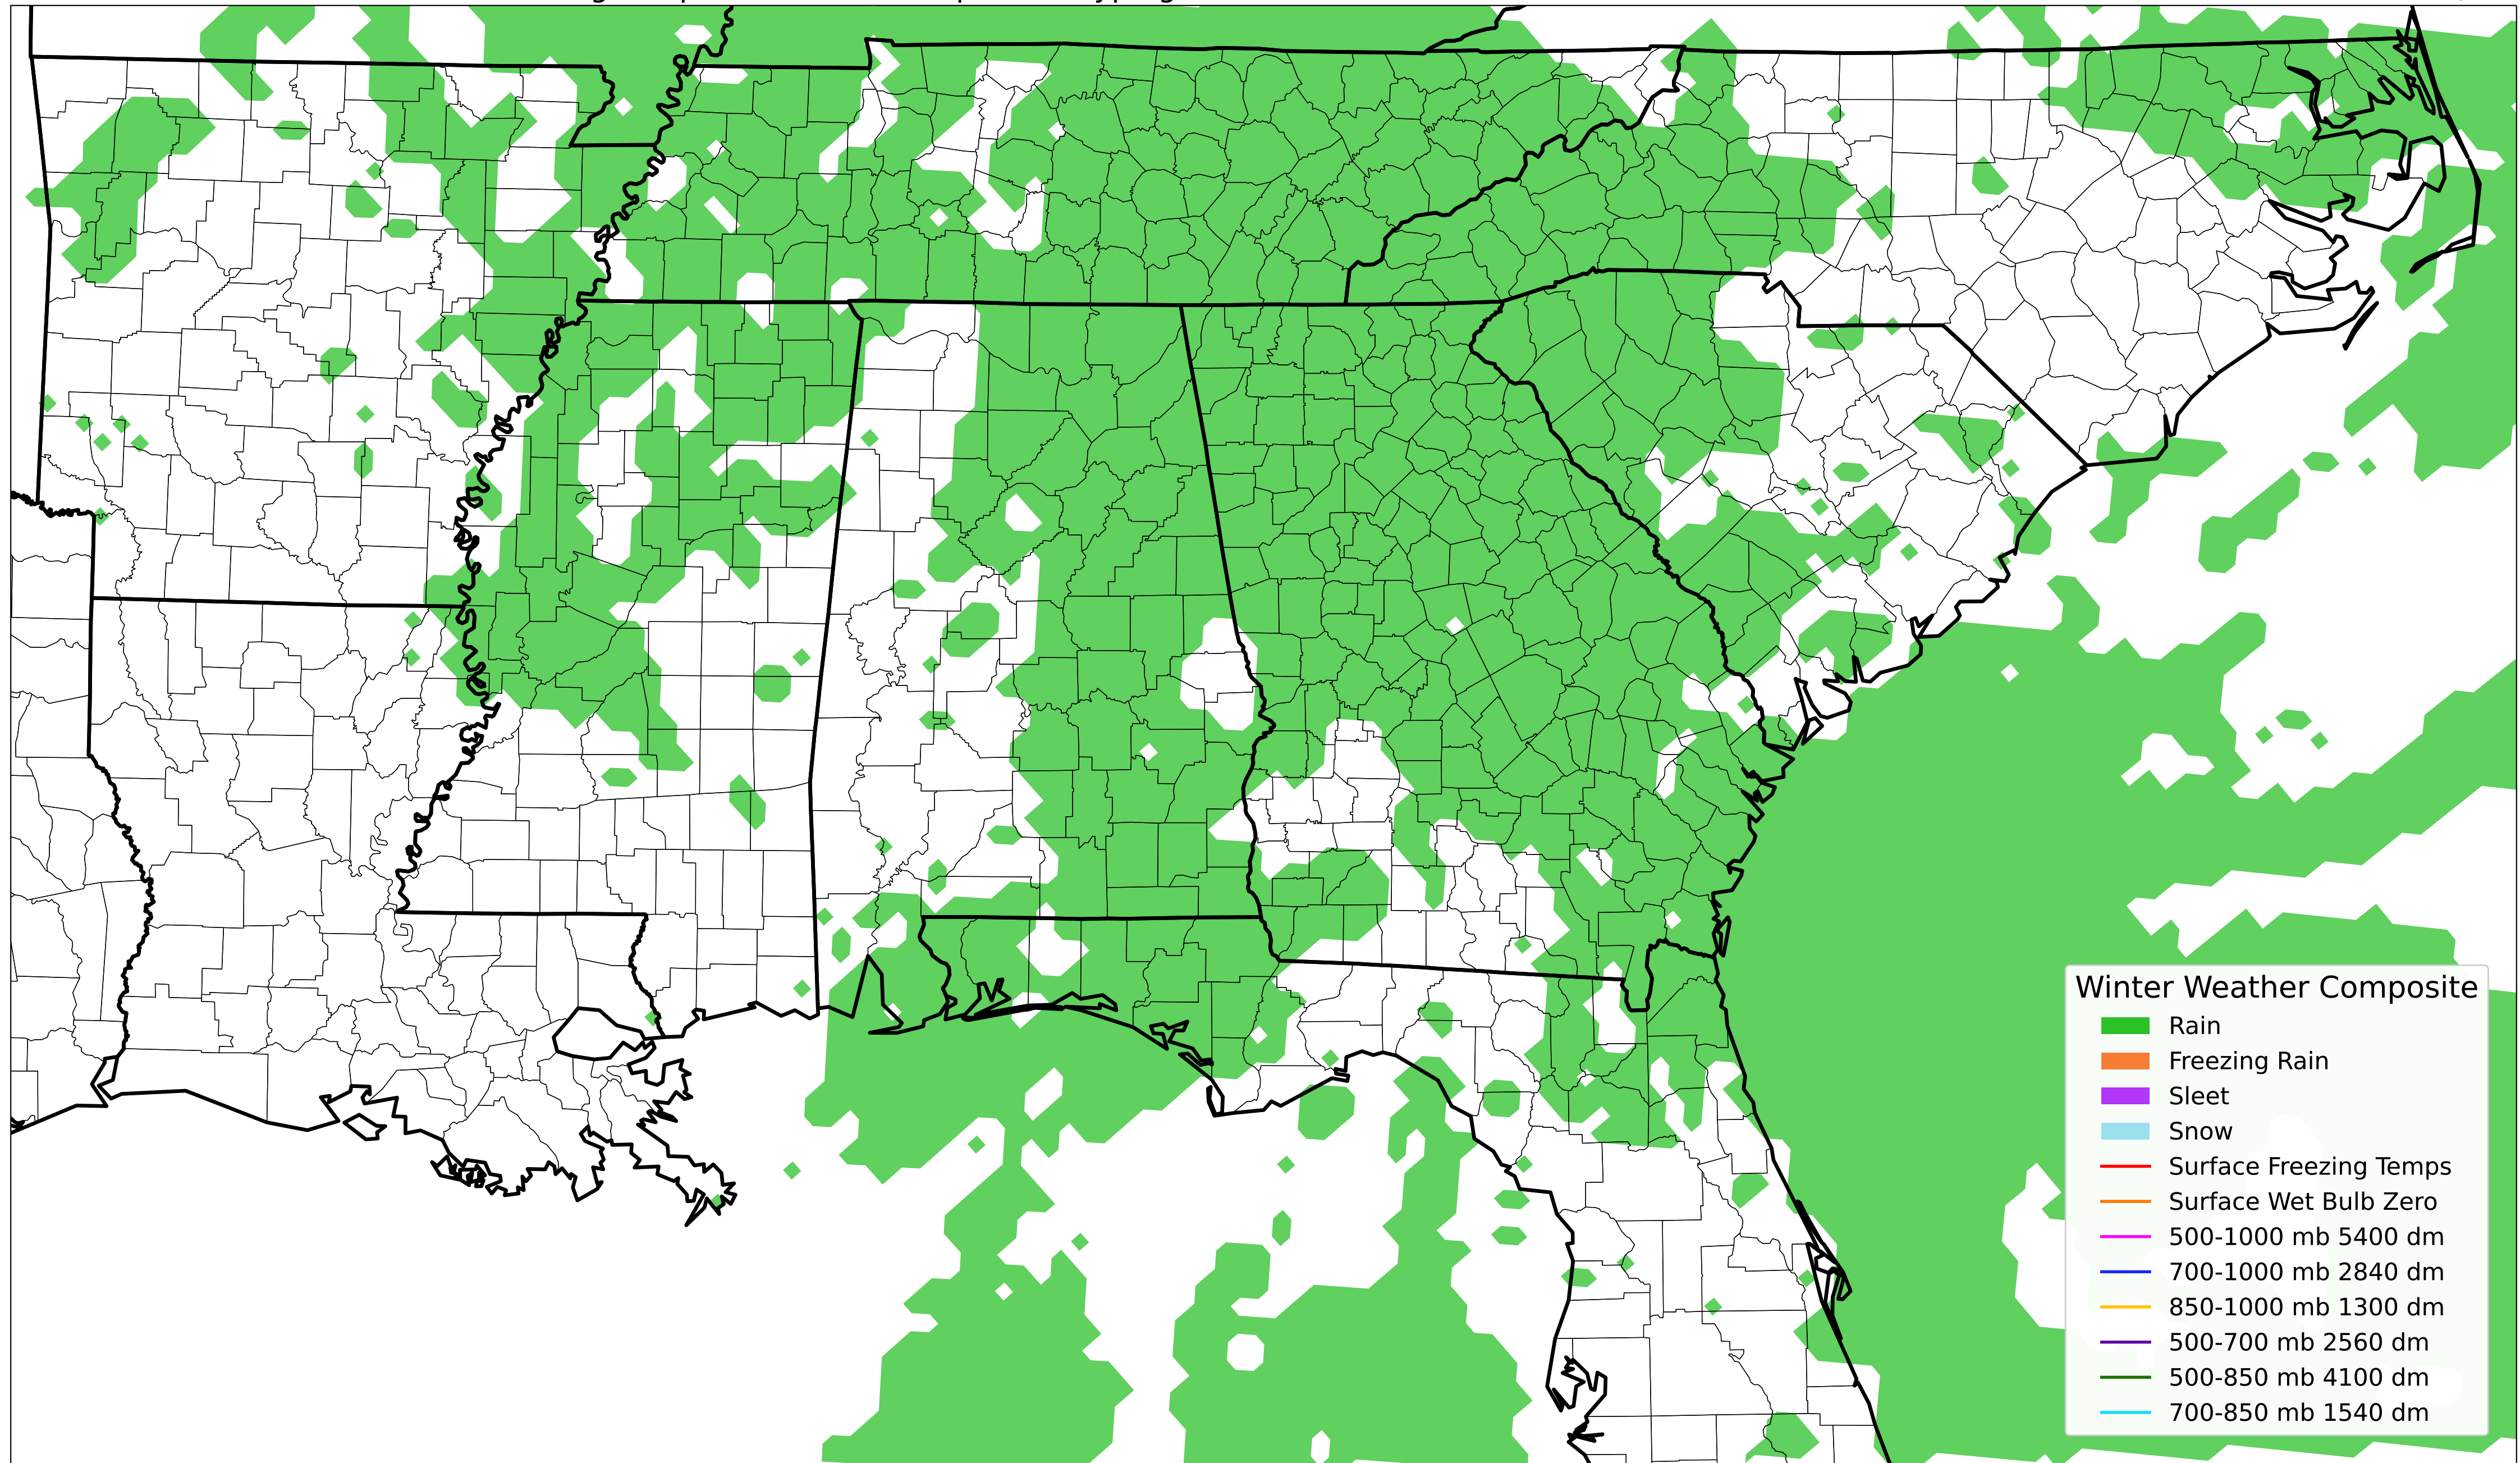 Winter Weather Composite
Rain
Freezing Rain
Sleet
Snow
Surface Freezing Temps
Surface Wet Bulb Zero
500-1000 mb 5400 dm
700-1000 mb 2840 dm
850-1000 mb 1300 dm
500-700 mb 2560 dm
500-850 mb 4100 dm
700-850 mb 1540 dm